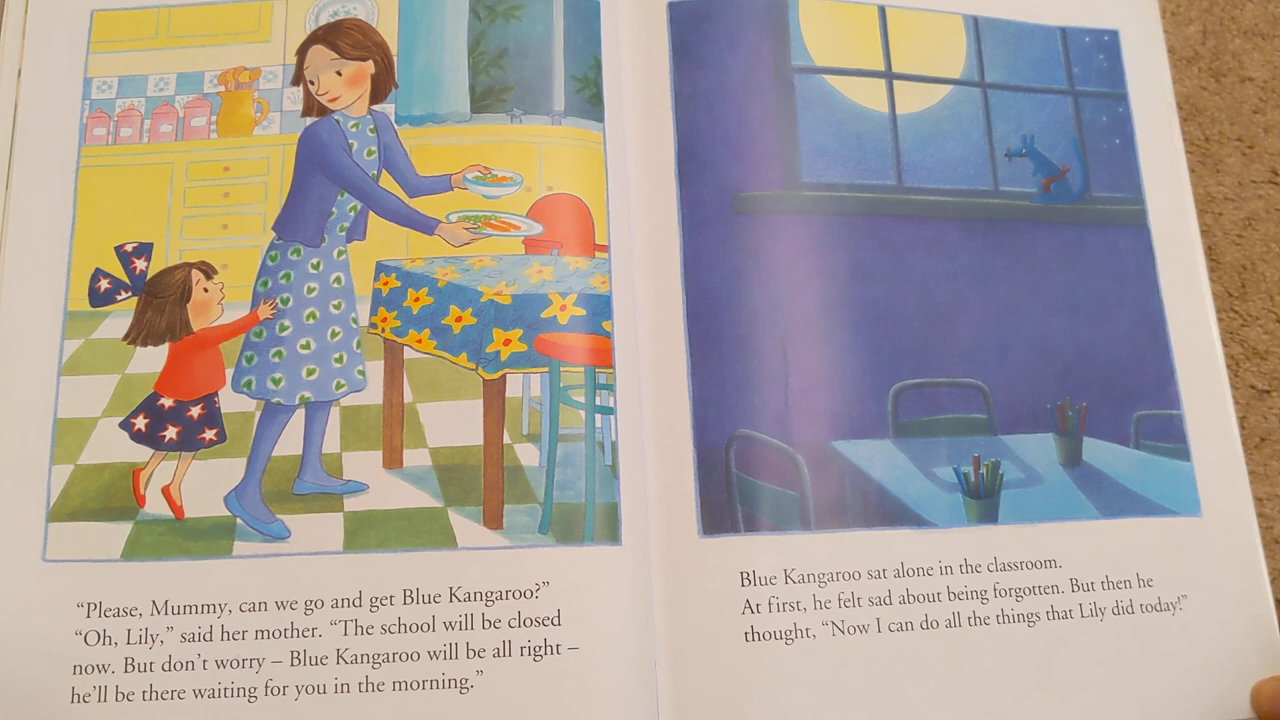 “Please, Mummy, can we go and get Blue Kangaroo?”
“Oh, Lily,” said her mother. “The school will be closed
now. But don’t worry – Blue Kangaroo will be all right –
he’ll be there waiting for you in the morning.”
Blue Kangaroo sat alone in the classroom.
At first, he felt sad about being forgotten. But then he
thought, “Now I can do all the things that Lily did today!”